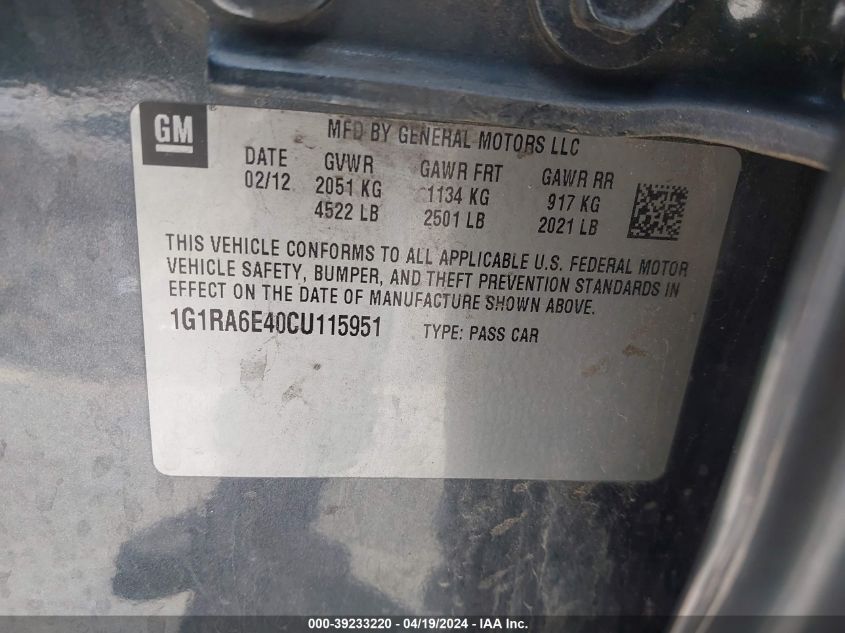 GM
MFD BY GENERAL MOTORS LLC
DATE GVWR GAWR FRT GAWR RR
02/12 2051 KG 1134 KG 917 KG
4522 LB 2501 LB 2021 LB
THIS VEHICLE CONFORMS TO ALL APPLICABLE U.S. FEDERAL MOTOR
VEHICLE SAFETY, BUMPER, AND THEFT PREVENTION STANDARDS IN
EFFECT ON THE DATE OF MANUFACTURE SHOWN ABOVE.
1G1RA6E40CU115951 TYPE: PASS CAR
000-39233220 - 04/19/2024 - IAA Inc.